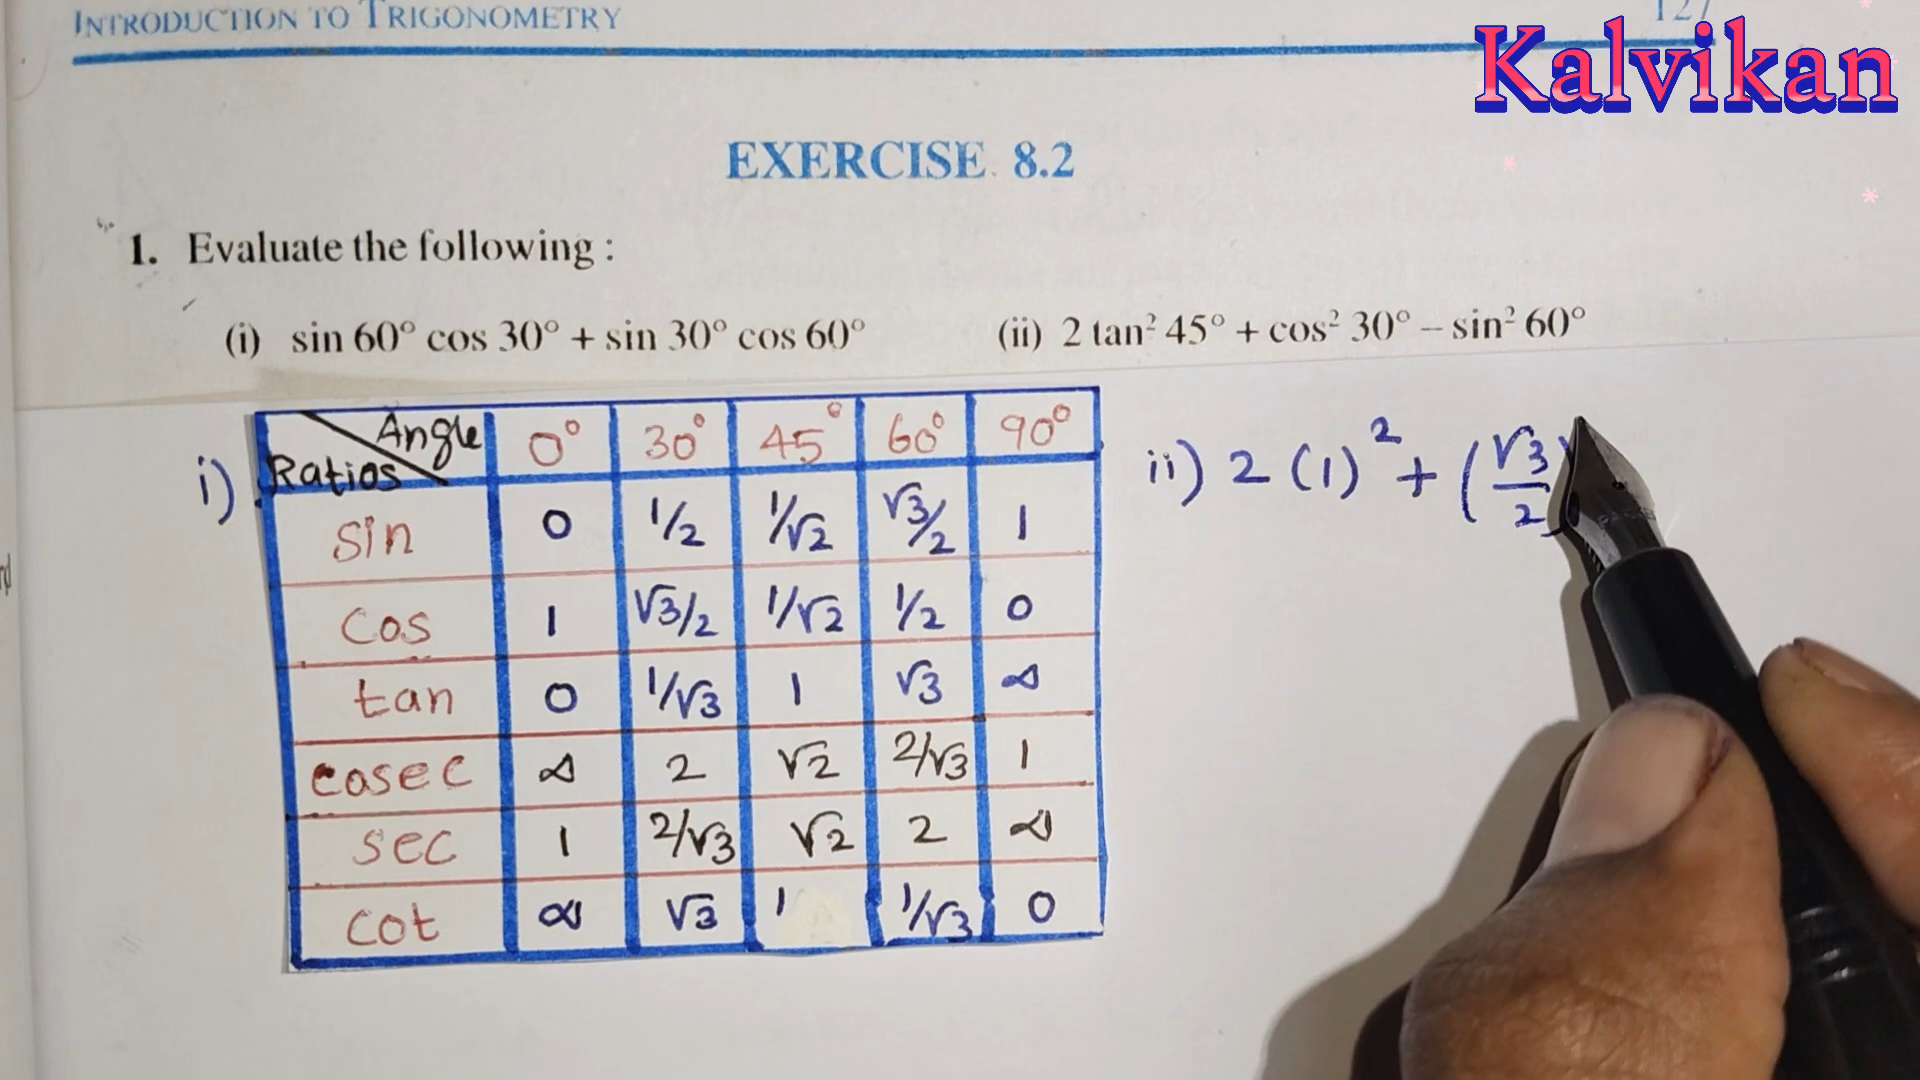 INTRODUCTION TO TRIGONOMETRY 127
Kalvikan
EXERCISE 8.2
1. Evaluate the following :
(i) sin 60° cos 30° + sin 30° cos 60° (ii) 2 tan² 45° + cos² 30° – sin² 60°
i)
Angle Ratios 0° 30° 45° 60° 90°
sin 0 1/2 1/√2 √3/2 1
cos 1 √3/2 1/√2 1/2 0
tan 0 1/√3 1 √3 ∞
cosec ∞ 2 √2 2/√3 1
sec 1 2/√3 √2 2 ∞
cot ∞ √3 1 1/√3 0
ii) 2 (1)² + (√3/2)